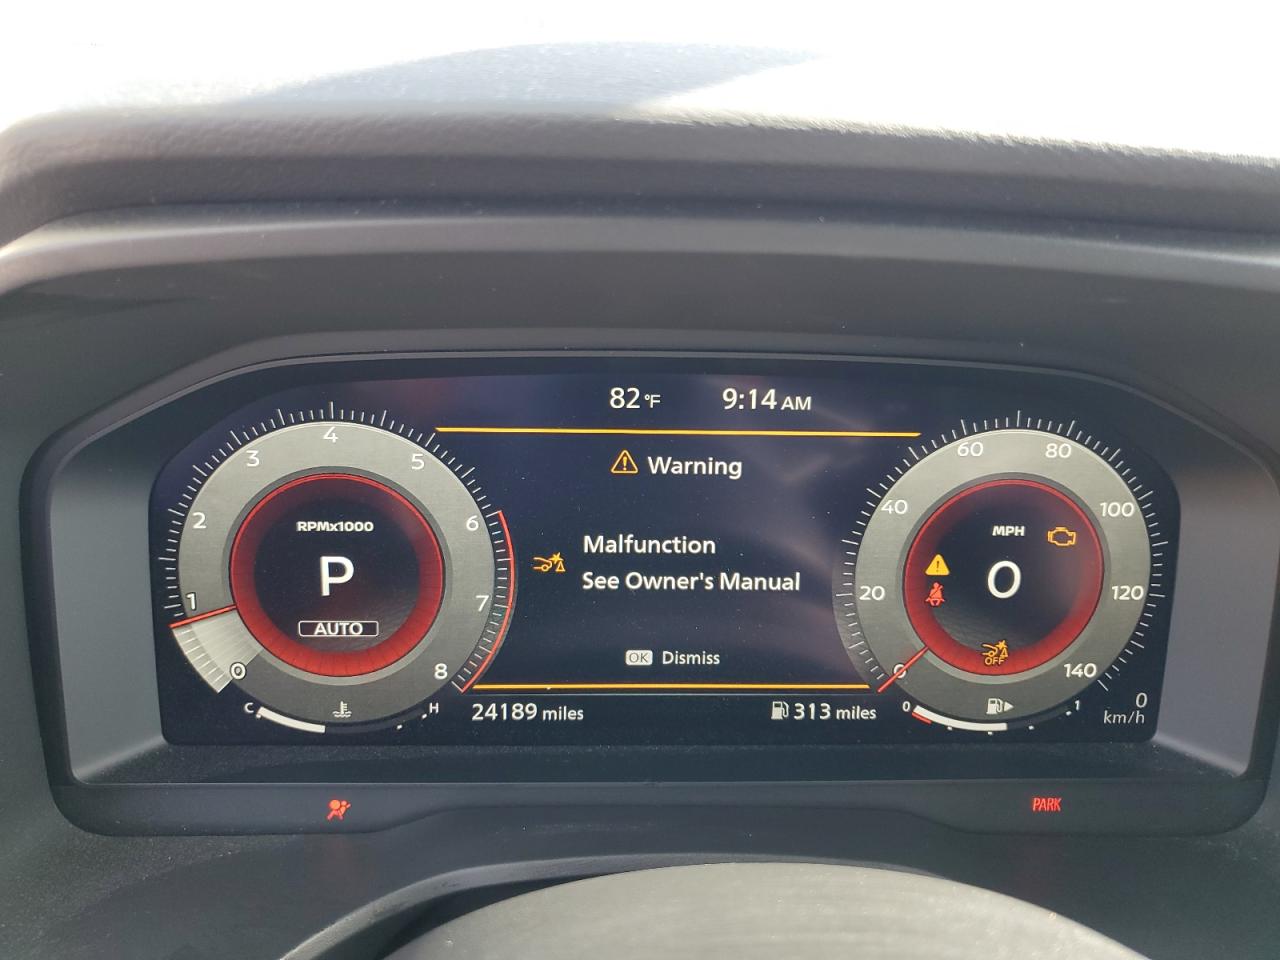 82°F 9:14 AM
Warning
Malfunction
See Owner's Manual
OK Dismiss
24189 miles
313 miles
RPMx1000
P
AUTO
0
1
2
3
4
5
6
7
8
C H
MPH
0
OFF
0
20
40
60
80
100
120
140
0 1
0
km/h
PARK